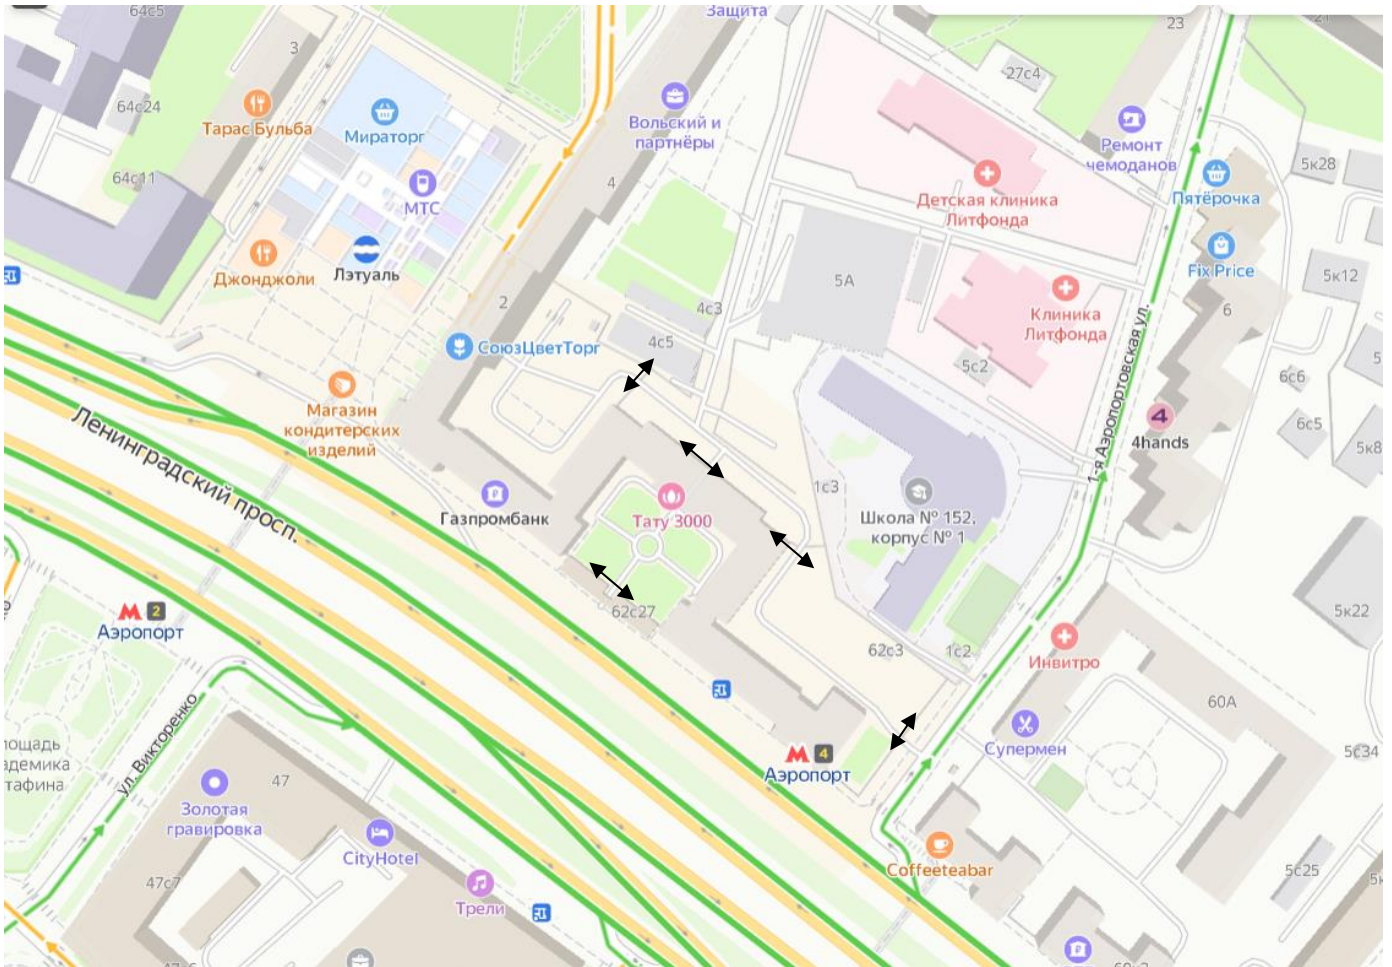 64с5
3
Защита
23
21
64с24
Тарас Бульба
Мираторг
Вольский и
партнёры
27с4
Ремонт
чемоданов
5к28
64с11
МТС
4
Детская клиника
Литфонда
Пятёрочка
Джонджоли
Лэтуаль
2
5А
Fix Price
5к12
4с3
Клиника
Литфонда
6
СоюзЦветТорг
4с5
5с2
6с6
Магазин
кондитерских
изделий
4
4hands
6с5
5к8
Ленинградский просп.
1-я Аэропортовская ул.
Газпромбанк
Тату 3000
1с3
Школа № 152,
корпус № 1
М 2
Аэропорт
62с27
5к22
62с3
1с2
Инвитро
60А
ул. Викторенко
Супермен
5с34
М 4
Аэропорт
47
Золотая
гравировка
CityHotel
47с7
Трели
Coffeeteabar
5с25